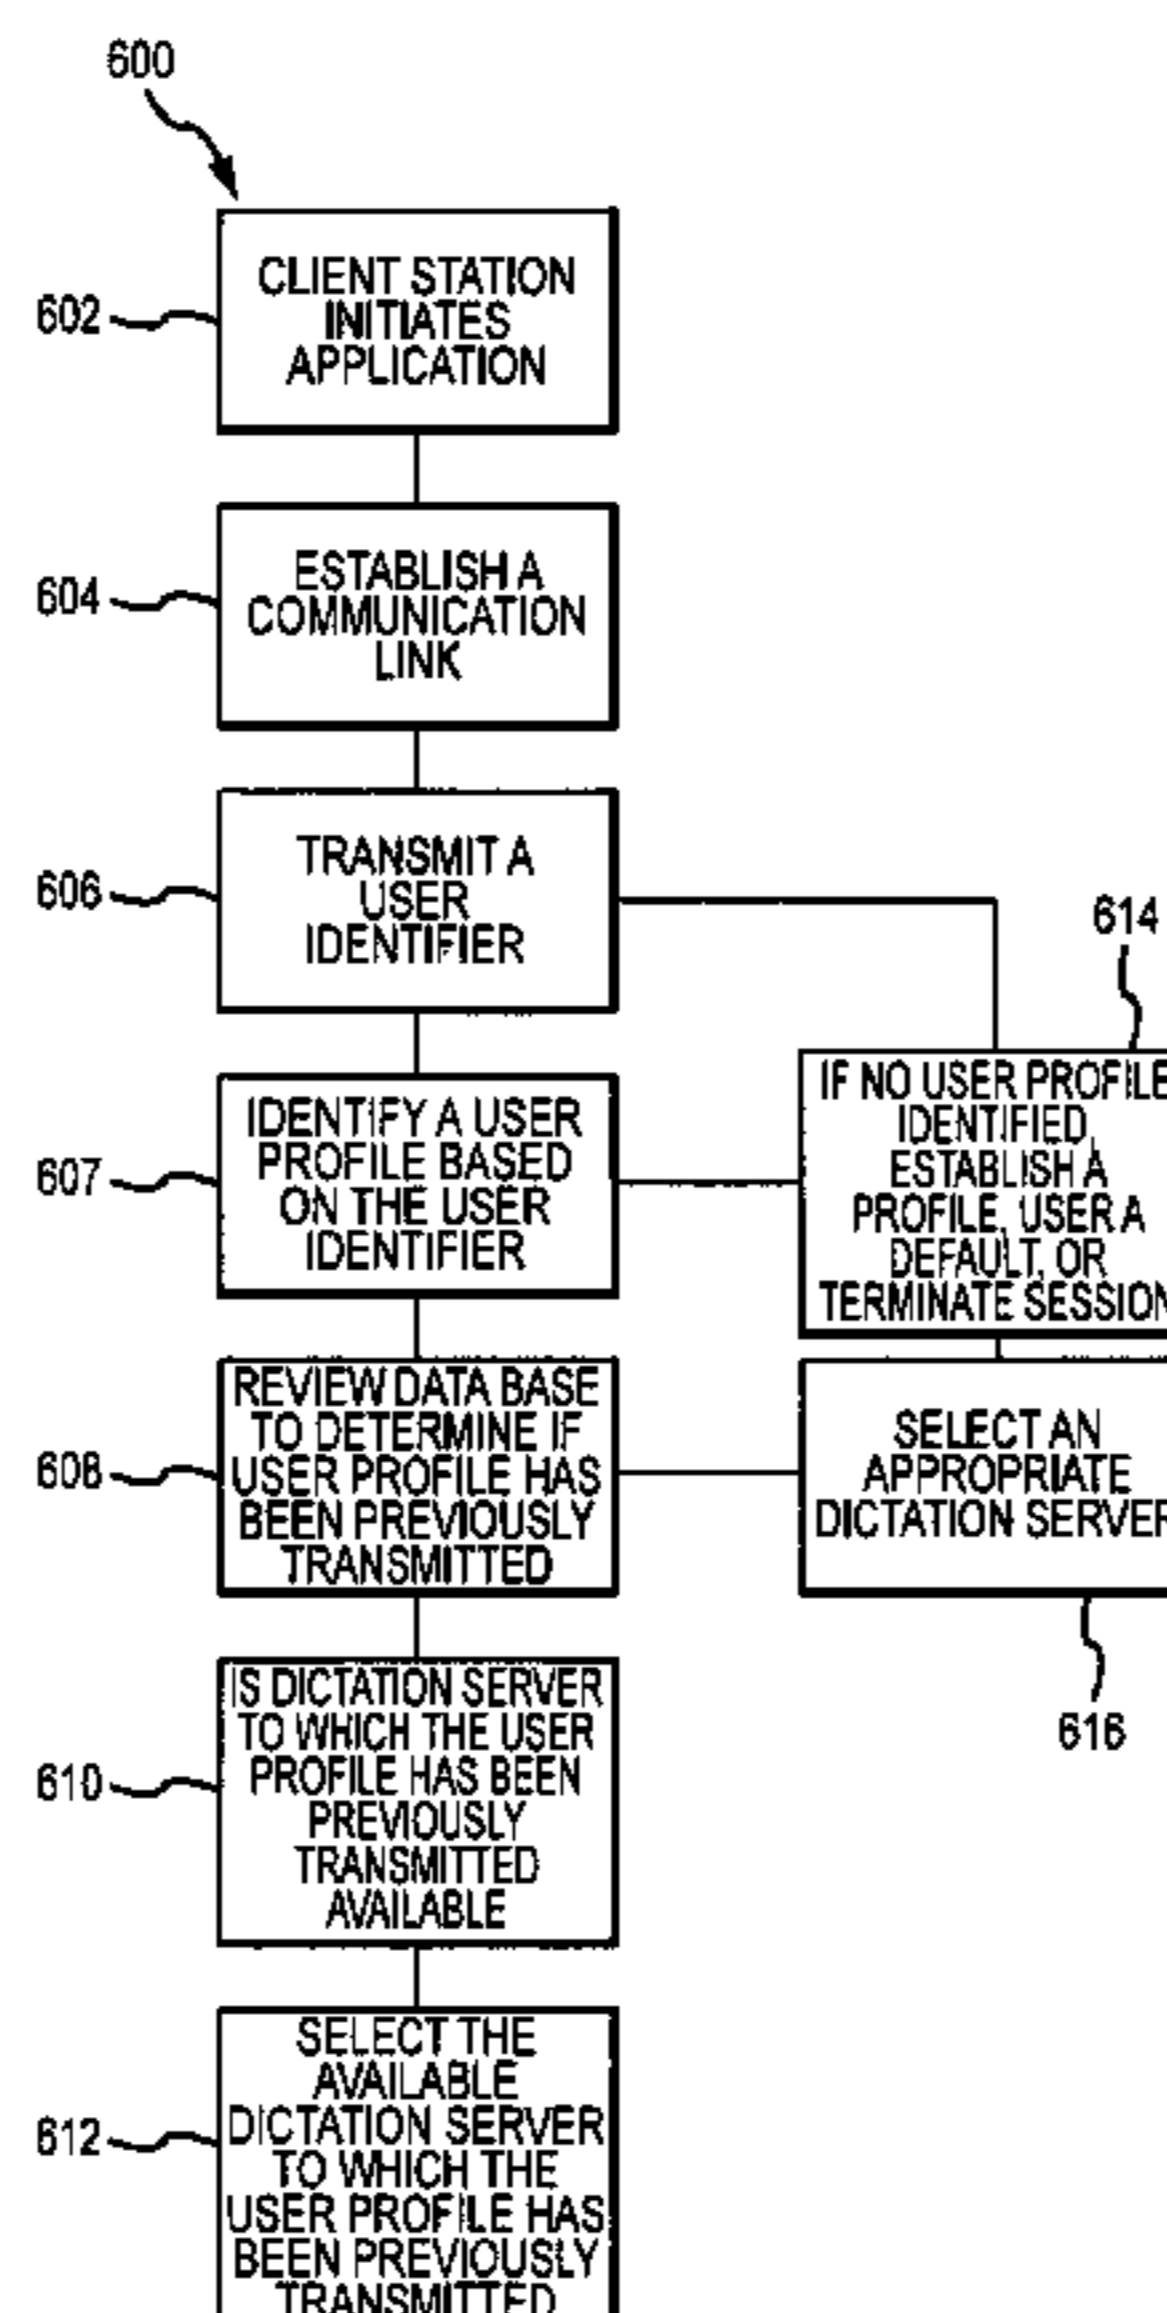 600
602
CLIENT STATION
INITIATES
APPLICATION
604
ESTABLISH A
COMMUNICATION
LINK
606
TRANSMIT A
USER
IDENTIFIER
614
607
IDENTIFY A USER
PROFILE BASED
ON THE USER
IDENTIFIER
IF NO USER PROFILE
IDENTIFIED,
ESTABLISH A
PROFILE, USER A
DEFAULT, OR
TERMINATE SESSION
608
REVIEW DATA BASE
TO DETERMINE IF
USER PROFILE HAS
BEEN PREVIOUSLY
TRANSMITTED
SELECT AN
APPROPRIATE
DICTATION SERVER
616
610
IS DICTATION SERVER
TO WHICH THE USER
PROFILE HAS BEEN
PREVIOUSLY
TRANSMITTED
AVAILABLE
612
SELECT THE
AVAILABLE
DICTATION SERVER
TO WHICH THE
USER PROFILE HAS
BEEN PREVIOUSLY
TRANSMITTED